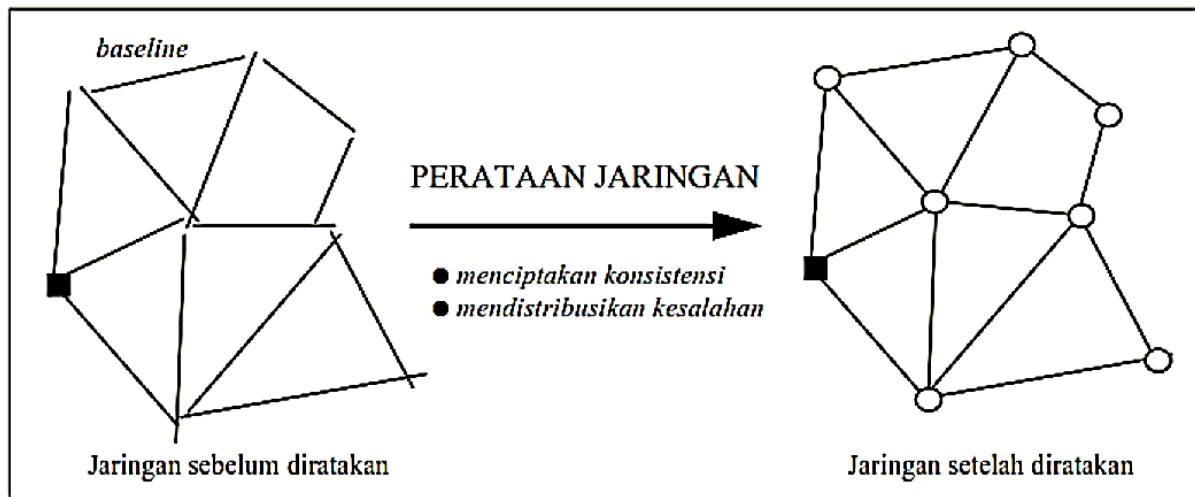 baseline
PERATAAN JARINGAN
● menciptakan konsistensi
● mendistribusikan kesalahan
Jaringan sebelum diratakan
Jaringan setelah diratakan